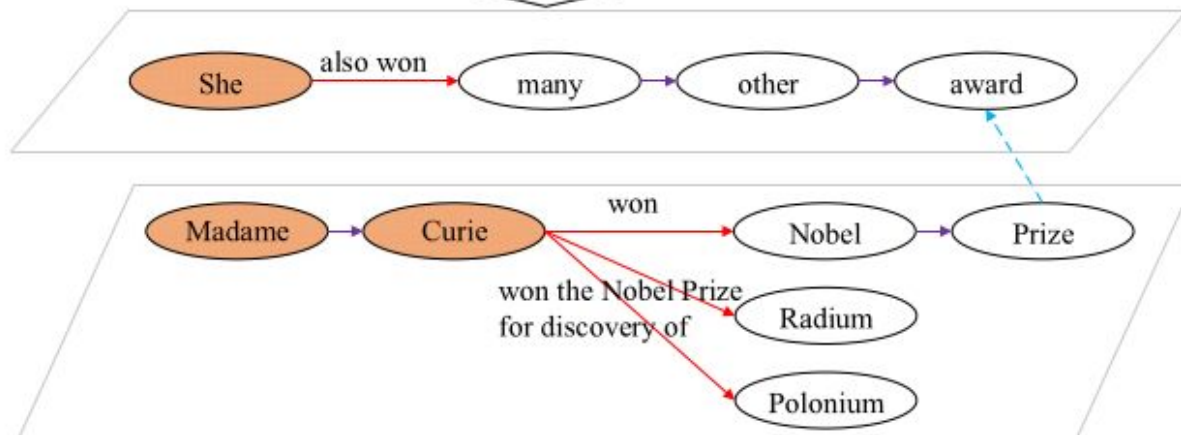 She also won many other award
Madame Curie won Nobel Prize
won the Nobel Prize
for discovery of
Radium
Polonium